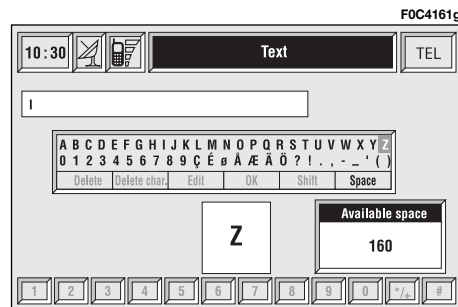 F0C4161g
10:30 Text TEL
I
A B C D E F G H I J K L M N O P Q R S T U V W X Y Z
0 1 2 3 4 5 6 7 8 9 Ç É ø Å Æ Ä Ö ? ! . , - _ ' ( )
Delete Delete char. Edit OK Shift Space
Z
Available space
160
1 2 3 4 5 6 7 8 9 0 */+ #